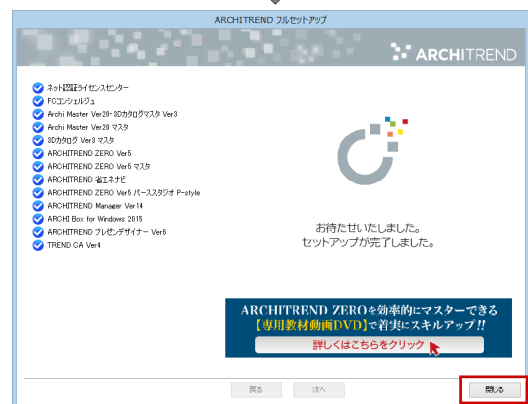 ARCHITREND フルセットアップ
ARCHITREND
ネット認証ライセンスセンター
FCコンシェルジュ
Archi Master Ver20・3Dカタログマスタ Ver3
Archi Master Ver20 マスタ
3Dカタログ Ver3 マスタ
ARCHITREND ZERO Ver5
ARCHITREND ZERO Ver5 マスタ
ARCHITREND 省エネナビ
ARCHITREND ZERO Ver5 パーススタジオ P-style
ARCHITREND Manager Ver14
ARCHI Box for Windows 2015
ARCHITREND プレゼンデザイナー Ver6
TREND CA Ver4
お待たせいたしました。
セットアップが完了しました。
ARCHITREND ZEROを効率的にマスターできる
【専用教材動画DVD】で着実にスキルアップ!!
詳しくはこちらをクリック
戻る
次へ
閉じる